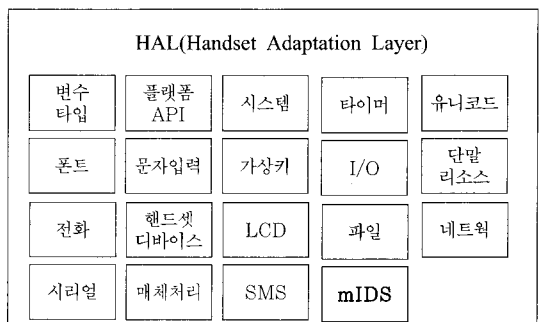 HAL(Handset Adaptation Layer)
변수
타입
플랫폼
API
시스템
타이머
유니코드
폰트
문자입력
가상키
I/O
단말
리소스
전화
핸드셋
디바이스
LCD
파일
네트웍
시리얼
매체처리
SMS
mIDS